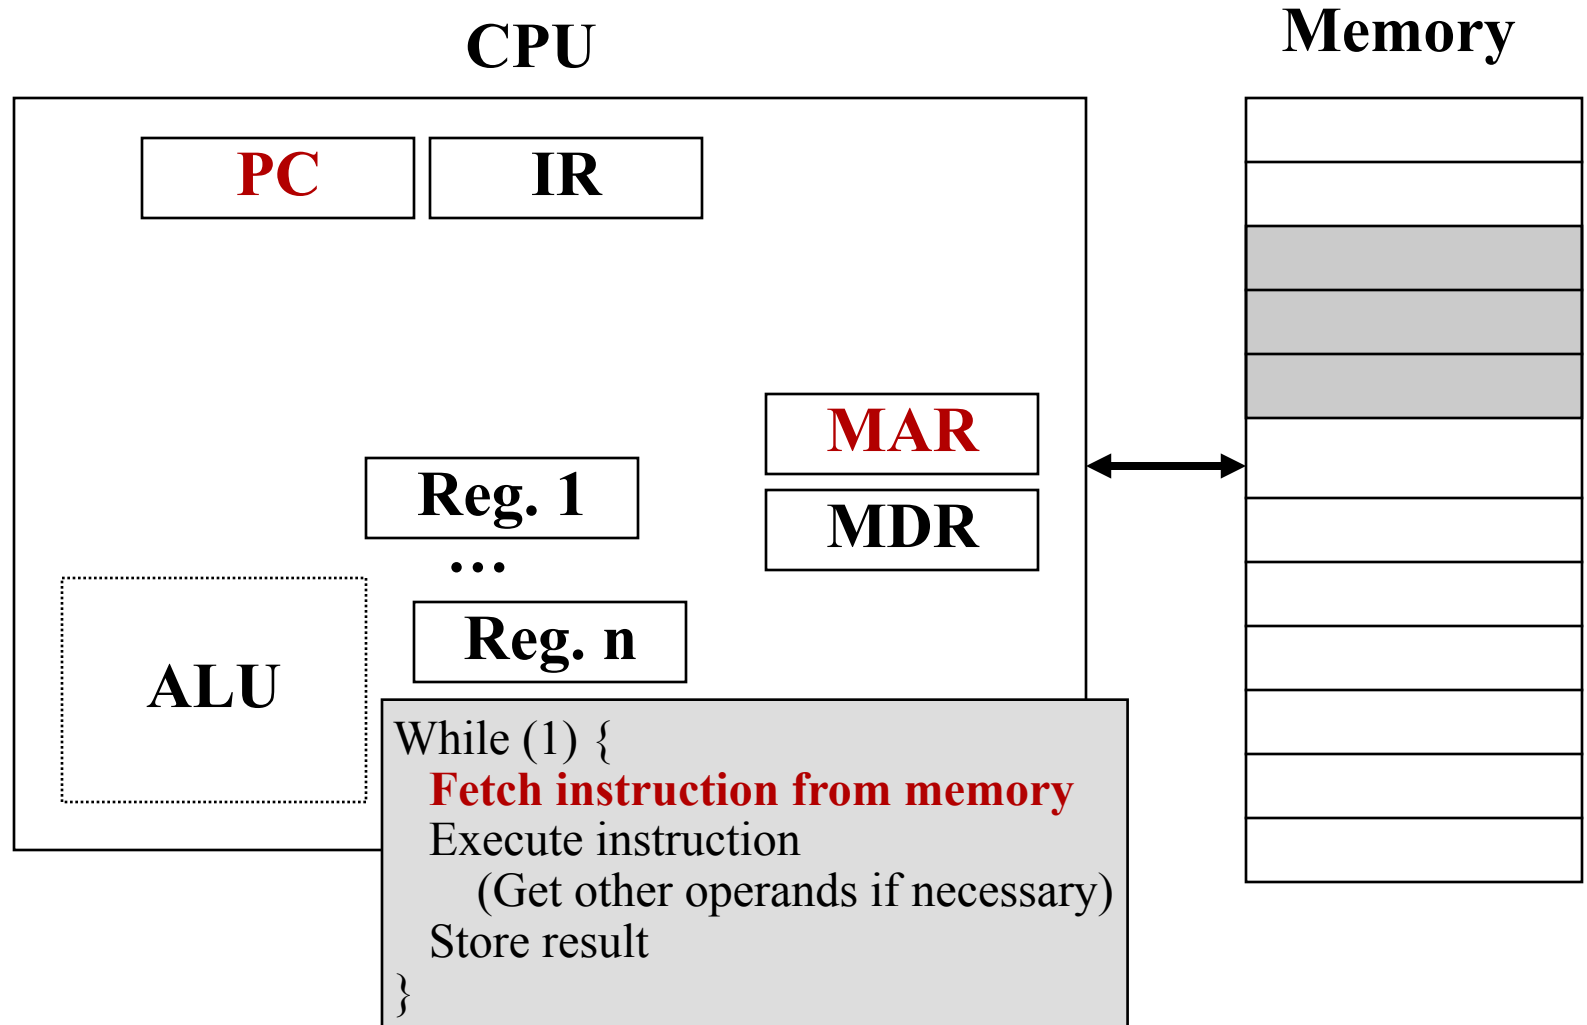 CPU
Memory
PC
IR
MAR
Reg. 1
MDR
...
Reg. n
ALU
While (1) {
Fetch instruction from memory
Execute instruction
(Get other operands if necessary)
Store result
}